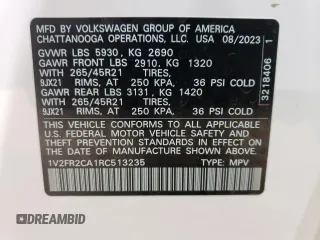 MFD BY VOLKSWAGEN GROUP OF AMERICA
CHATTANOOGA OPERATIONS, LLC. USA 08/2023
GVWR LBS 5930, KG 2690
GAWR FRONT LBS 2910, KG 1320
265/45R21 TIRES,
9JX21 RIMS, AT 250 KPA, 36 PSI COLD
GAWR REAR LBS 3131, KG 1420
265/45R21 TIRES,
9JX21 RIMS, AT 250 KPA, 36 PSI COLD
THIS VEHICLE CONFORMS TO ALL APPLICABLE
U.S. FEDERAL MOTOR VEHICLE SAFETY AND
THEFT PREVENTION STANDARDS IN EFFECT ON
THE DATE OF MANUFACTURE SHOWN ABOVE.
1V2FR2CA1RC513235 TYPE: MPV
3218406
DIREKTBID